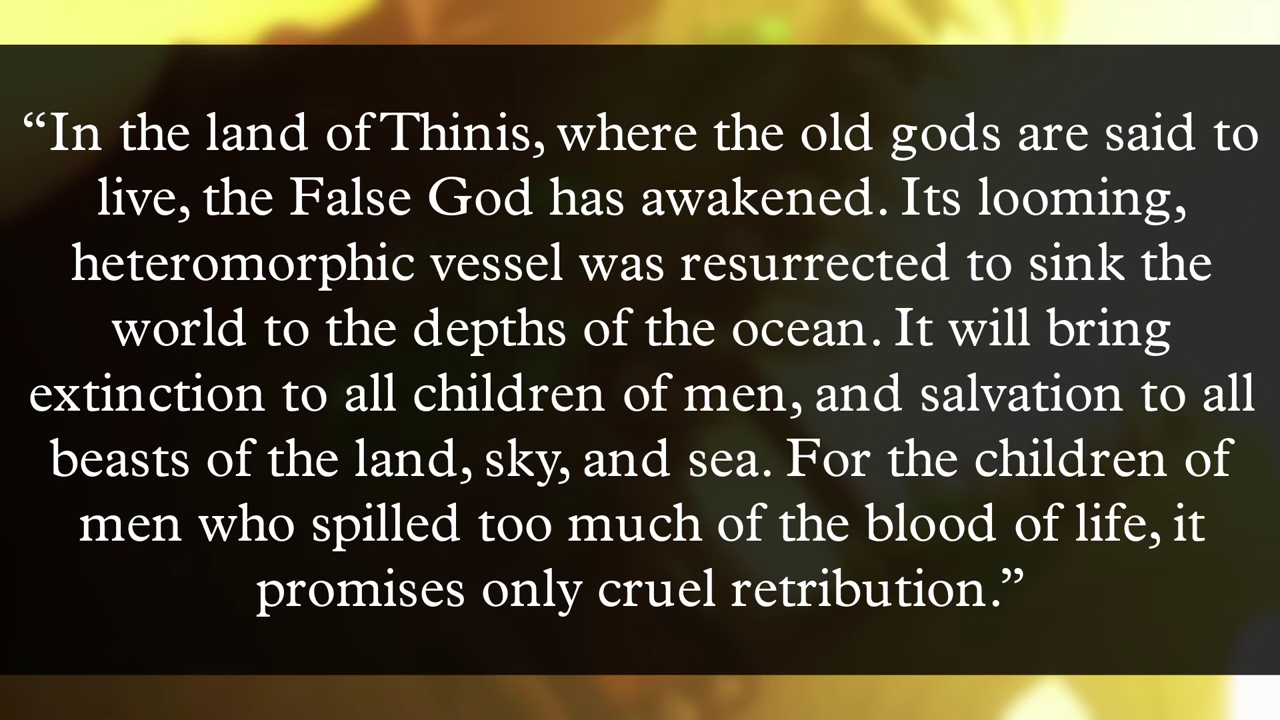 “In the land of Thinis, where the old gods are said to
live, the False God has awakened. Its looming,
heteromorphic vessel was resurrected to sink the
world to the depths of the ocean. It will bring
extinction to all children of men, and salvation to all
beasts of the land, sky, and sea. For the children of
men who spilled too much of the blood of life, it
promises only cruel retribution.”